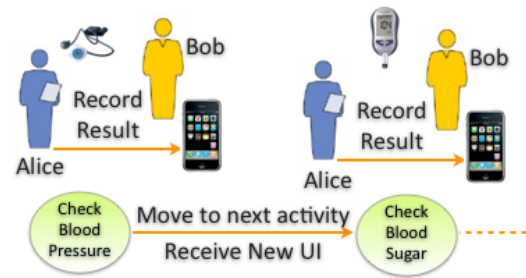 Bob
Record
Result
Alice
104
Bob
Record
Result
Alice
Check
Blood
Pressure
Move to next activity
Receive New UI
Check
Blood
Sugar